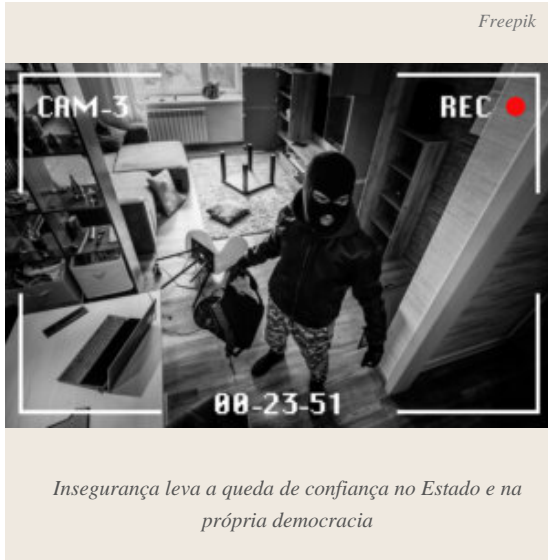 Freepik
CAM-3
REC
00-23-51
Insegurança leva a queda de confiança no Estado e na
própria democracia